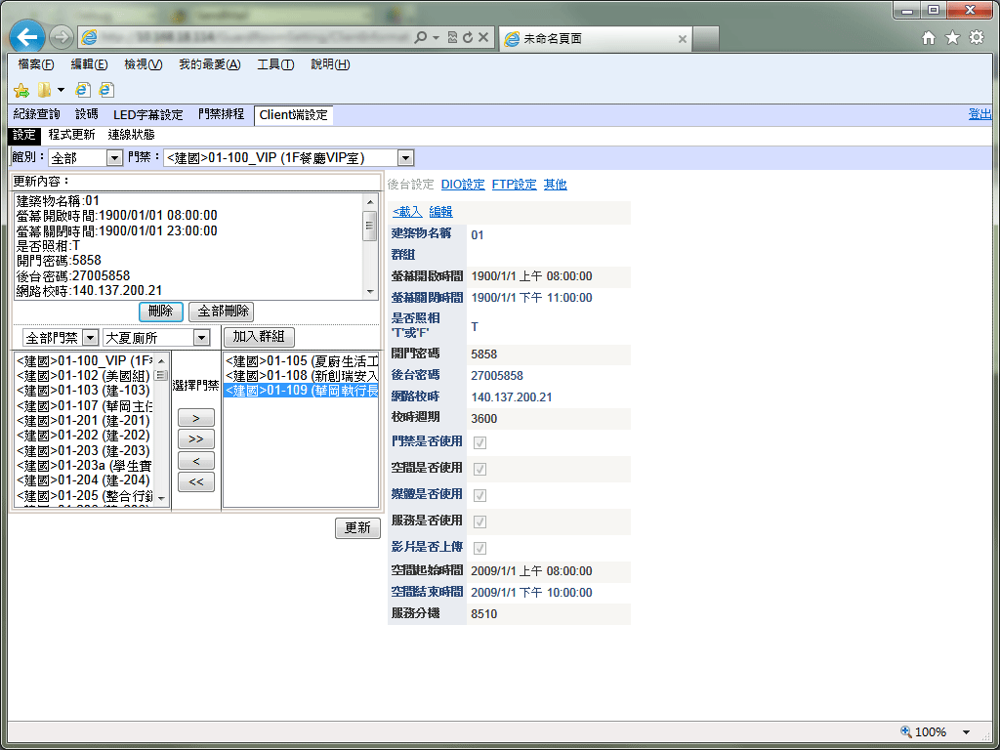 未命名頁面
檔案(F) 編輯(E) 檢視(V) 我的最愛(A) 工具(T) 說明(H)
紀錄查詢 設碼 LED字幕設定 門禁排程 Client端設定 登出
設定 程式更新 連線狀態
館別： 全部 門禁： <建國>01-100_VIP (1F餐廳VIP室)
更新內容：
建築物名稱:01
螢幕開啟時間:1900/01/01 08:00:00
螢幕關閉時間:1900/01/01 23:00:00
是否照相:T
開門密碼:5858
後台密碼:27005858
網路校時:140.137.200.21
刪除 全部刪除
全部門禁 大夏廁所 加入群組
<建國>01-100_VIP (1F
<建國>01-102 (美國組)
<建國>01-103 (建-103)
<建國>01-107 (華岡主任
<建國>01-201 (建-201)
<建國>01-202 (建-202)
<建國>01-203 (建-203)
<建國>01-203a (學生實
<建國>01-204 (建-204)
<建國>01-205 (整合行銷
選擇門禁
>
>>
<
<<
<建國>01-105 (夏廚生活工
<建國>01-108 (新創瑞安入
<建國>01-109 (華岡執行長
更新
後台設定 DIO設定 FTP設定 其他
<載入 編輯
建築物名稱 01
群組
螢幕開啟時間 1900/1/1 上午 08:00:00
螢幕關閉時間 1900/1/1 下午 11:00:00
是否照相
'T'或'F' T
開門密碼 5858
後台密碼 27005858
網路校時 140.137.200.21
校時週期 3600
門禁是否使用
空間是否使用
媒體是否使用
服務是否使用
影片是否上傳
空間起始時間 2009/1/1 上午 08:00:00
空間結束時間 2009/1/1 下午 10:00:00
服務分機 8510
100%